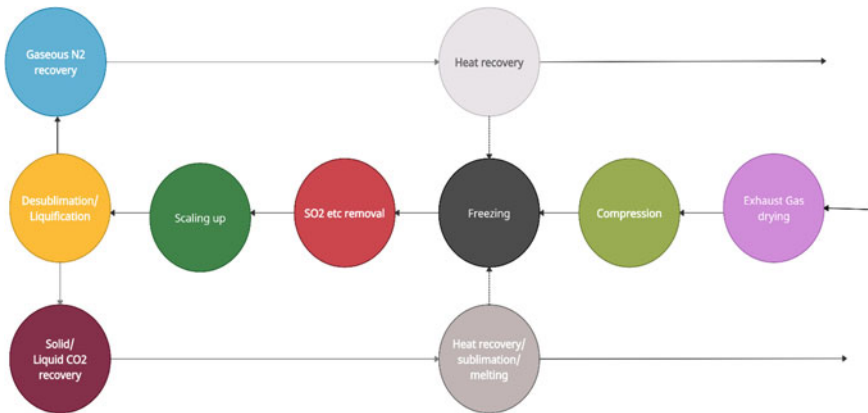 Gaseous N2
recovery
Heat recovery
Desublimation/
Liquification
Scaling up
SO2 etc removal
Freezing
Compression
Exhaust Gas
drying
Solid/
Liquid CO2
recovery
Heat recovery/
sublimation/
melting